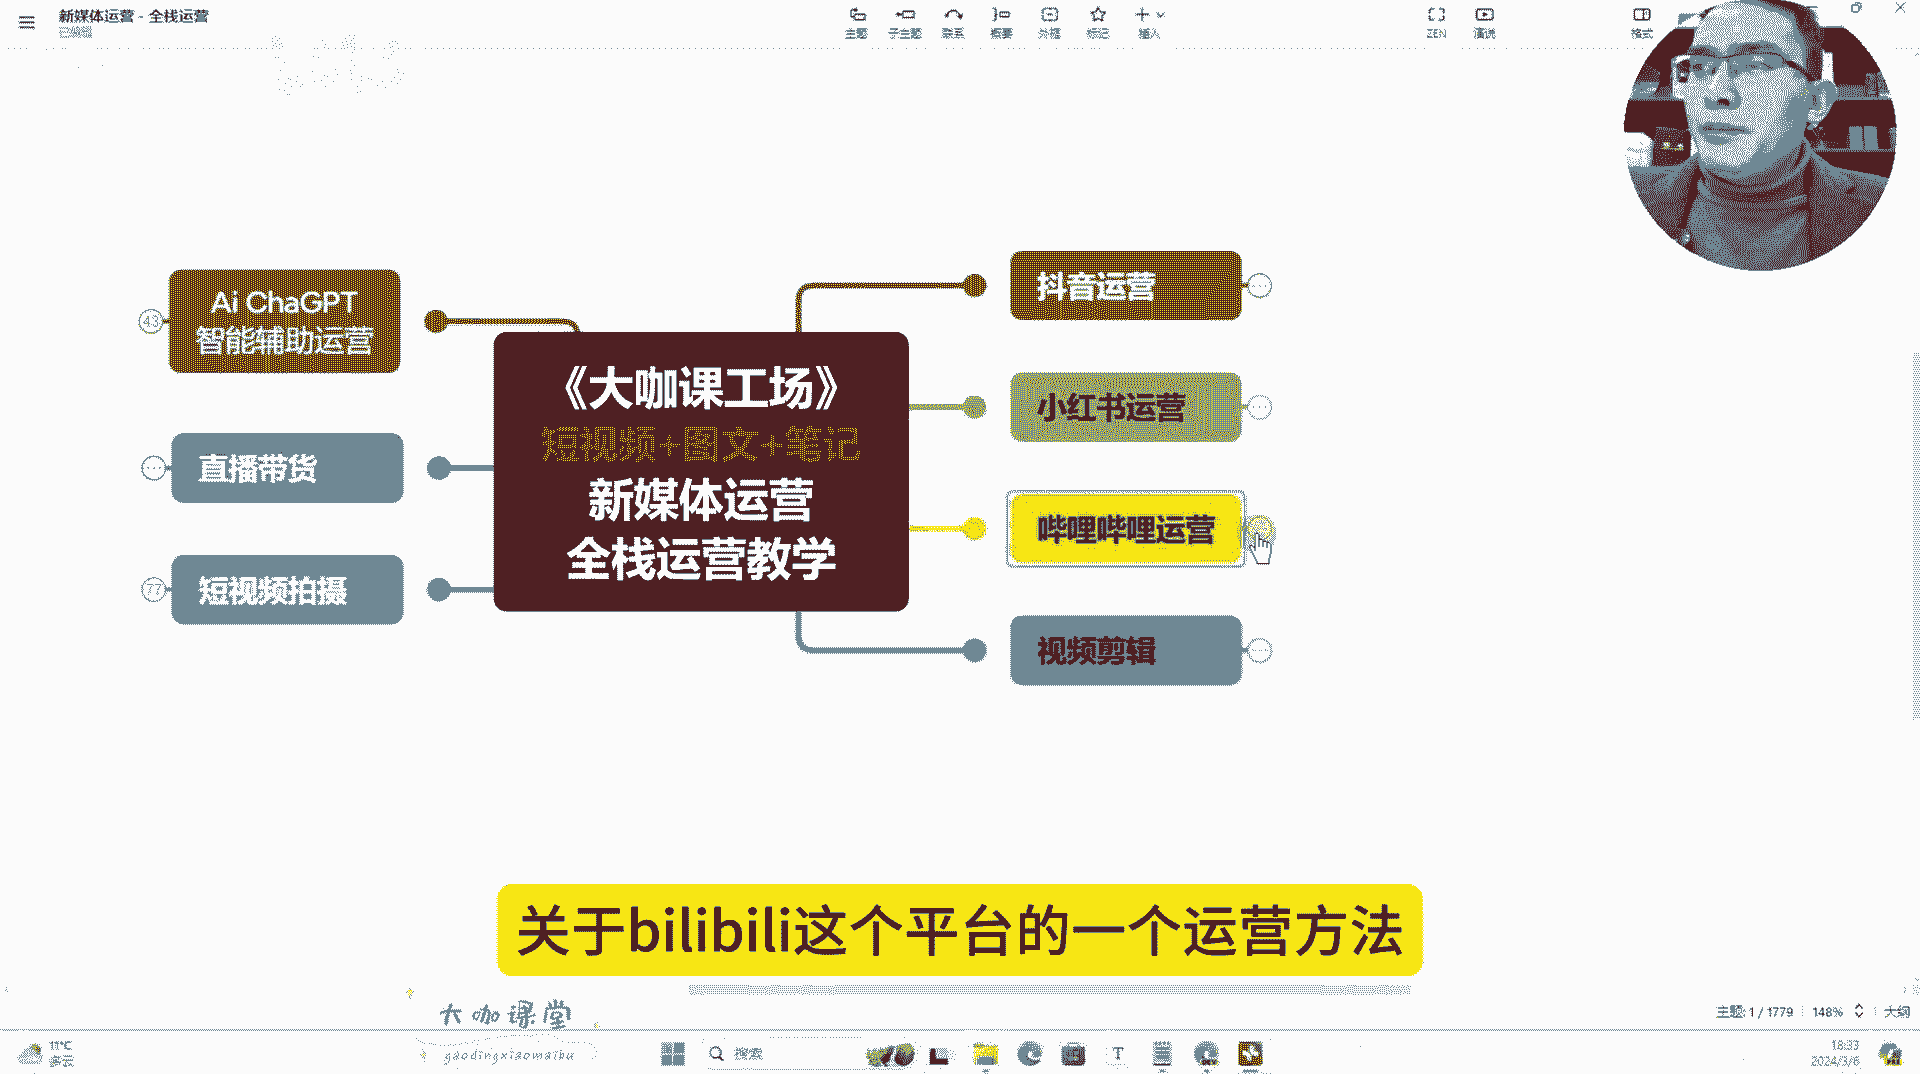 新媒体运营 - 全栈运营
已编辑
主题
子主题
联系
概要
外框
标记
插入
ZEN
演说
格式
Ai ChaGPT
智能辅助运营
43
直播带货
短视频拍摄
77
《大咖课工场》
短视频+图文+笔记
新媒体运营
全栈运营教学
抖音运营
小红书运营
哔哩哔哩运营
视频剪辑
关于bilibili这个平台的一个运营方法
大咖课堂
gaodingxiaomaibu
主题: 1 / 1779
148%
大纲
11°C
多云
搜索
18:33
2024/3/6